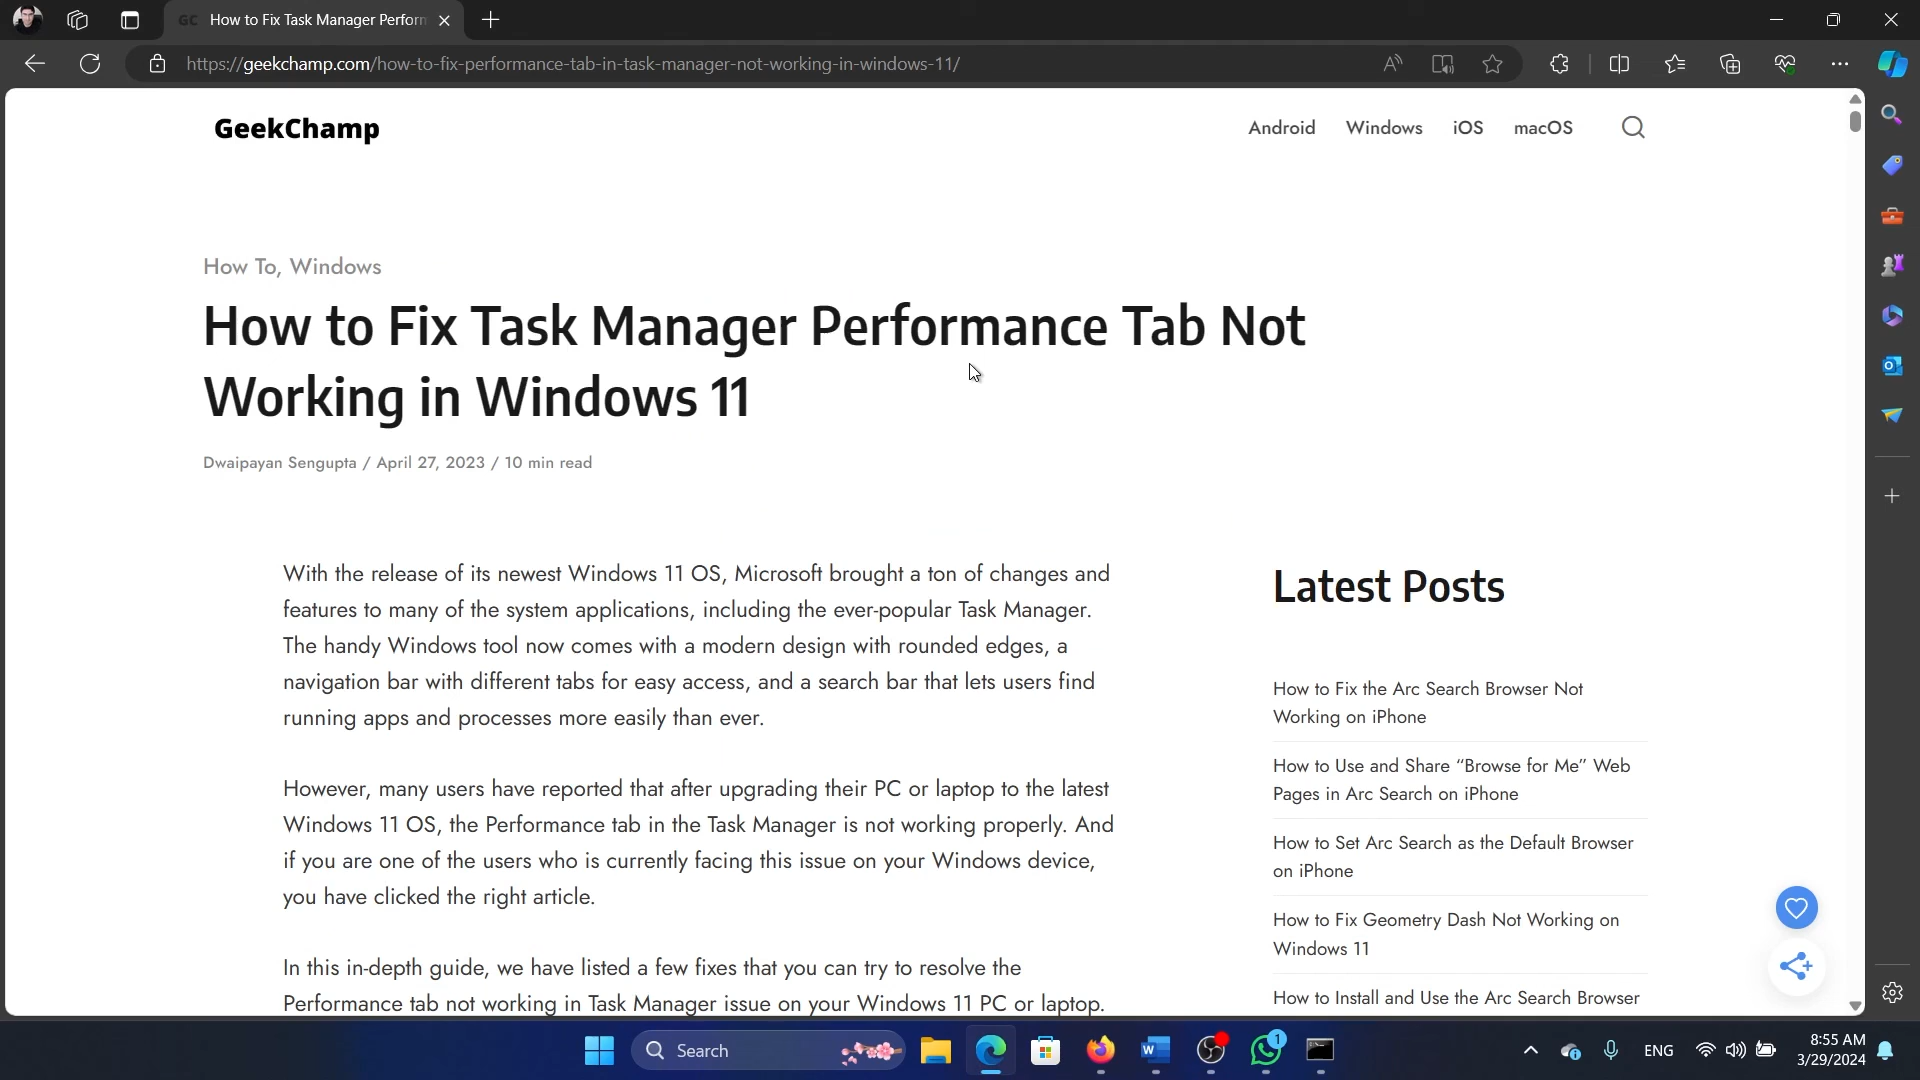 GC How to Fix Task Manager Perform
https://geekchamp.com/how-to-fix-performance-tab-in-task-manager-not-working-in-windows-11/
GeekChamp
Android Windows iOS macOS
How To, Windows
How to Fix Task Manager Performance Tab Not
Working in Windows 11
Dwaipayan Sengupta / April 27, 2023 / 10 min read
With the release of its newest Windows 11 OS, Microsoft brought a ton of changes and
features to many of the system applications, including the ever-popular Task Manager.
The handy Windows tool now comes with a modern design with rounded edges, a
navigation bar with different tabs for easy access, and a search bar that lets users find
running apps and processes more easily than ever.
However, many users have reported that after upgrading their PC or laptop to the latest
Windows 11 OS, the Performance tab in the Task Manager is not working properly. And
if you are one of the users who is currently facing this issue on your Windows device,
you have clicked the right article.
In this in-depth guide, we have listed a few fixes that you can try to resolve the
Performance tab not working in Task Manager issue on your Windows 11 PC or laptop.
Latest Posts
How to Fix the Arc Search Browser Not
Working on iPhone
How to Use and Share “Browse for Me” Web
Pages in Arc Search on iPhone
How to Set Arc Search as the Default Browser
on iPhone
How to Fix Geometry Dash Not Working on
Windows 11
How to Install and Use the Arc Search Browser
Search
1
ENG
8:55 AM
3/29/2024